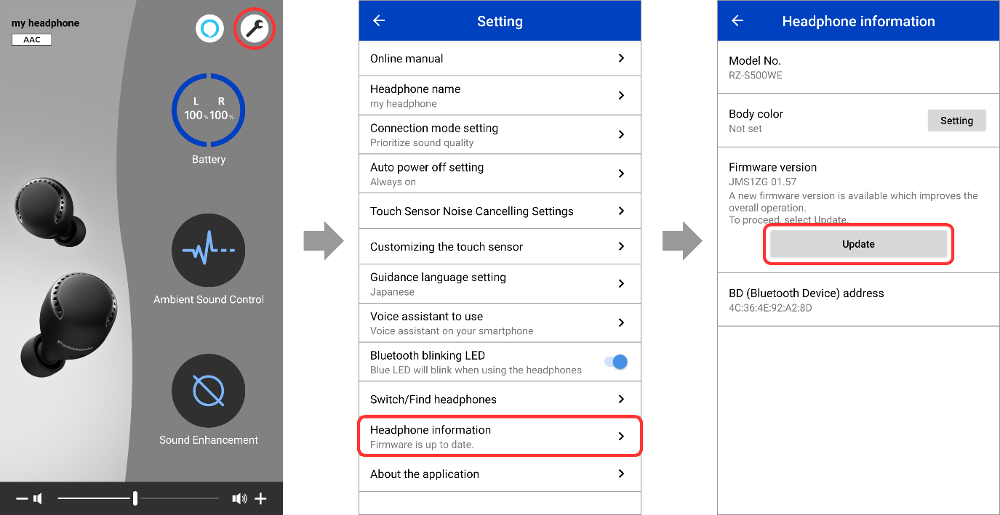 my headphone
AAC
L R
100% 100%
Battery
Panasonic
Ambient Sound Control
Sound Enhancement
Setting
Online manual
Headphone name
my headphone
Connection mode setting
Prioritize sound quality
Auto power off setting
Always on
Touch Sensor Noise Cancelling Settings
Customizing the touch sensor
Guidance language setting
Japanese
Voice assistant to use
Voice assistant on your smartphone
Bluetooth blinking LED
Blue LED will blink when using the headphones
Switch/Find headphones
Headphone information
Firmware is up to date.
About the application
Headphone information
Model No.
RZ-S500WE
Body color
Not set
Setting
Firmware version
JMS1ZG 01.57
A new firmware version is available which improves the
overall operation.
To proceed, select Update.
Update
BD (Bluetooth Device) address
4C:36:4E:92:A2:8D